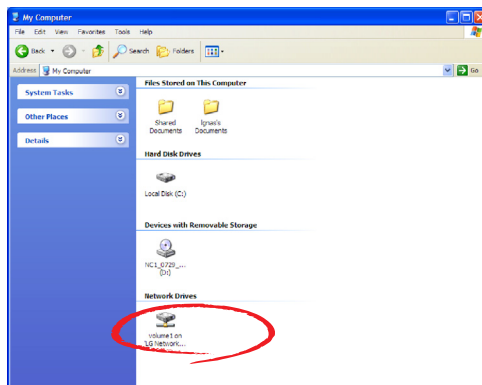 My Computer
File Edit View Favorites Tools Help
Back Search Folders
Address My Computer Go
System Tasks
Other Places
Details
Files Stored on This Computer
Shared
Documents
Ignas's
Documents
Hard Disk Drives
Local Disk (C:)
Devices with Removable Storage
NC1_0729_...
(D:)
Network Drives
volume1 on
'LG Network...